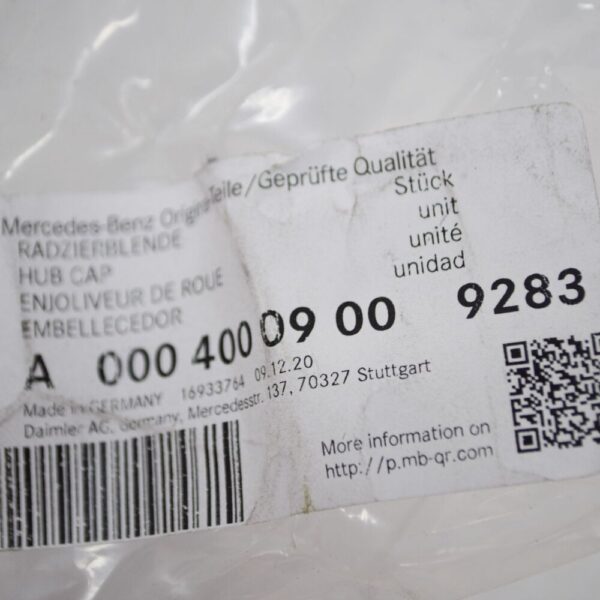 Mercedes-Benz Original-Teile/Geprüfte Qualität
RADZIERBLENDE
HUB CAP
ENJOLIVEUR DE ROUE
EMBELLECEDOR
Stück
unit
unité
unidad
A 000 400 09 00 9283
Made in GERMANY 16933764 09.12.20
Daimler AG, Germany, Mercedesstr. 137, 70327 Stuttgart
More information on
http://p.mb-qr.com